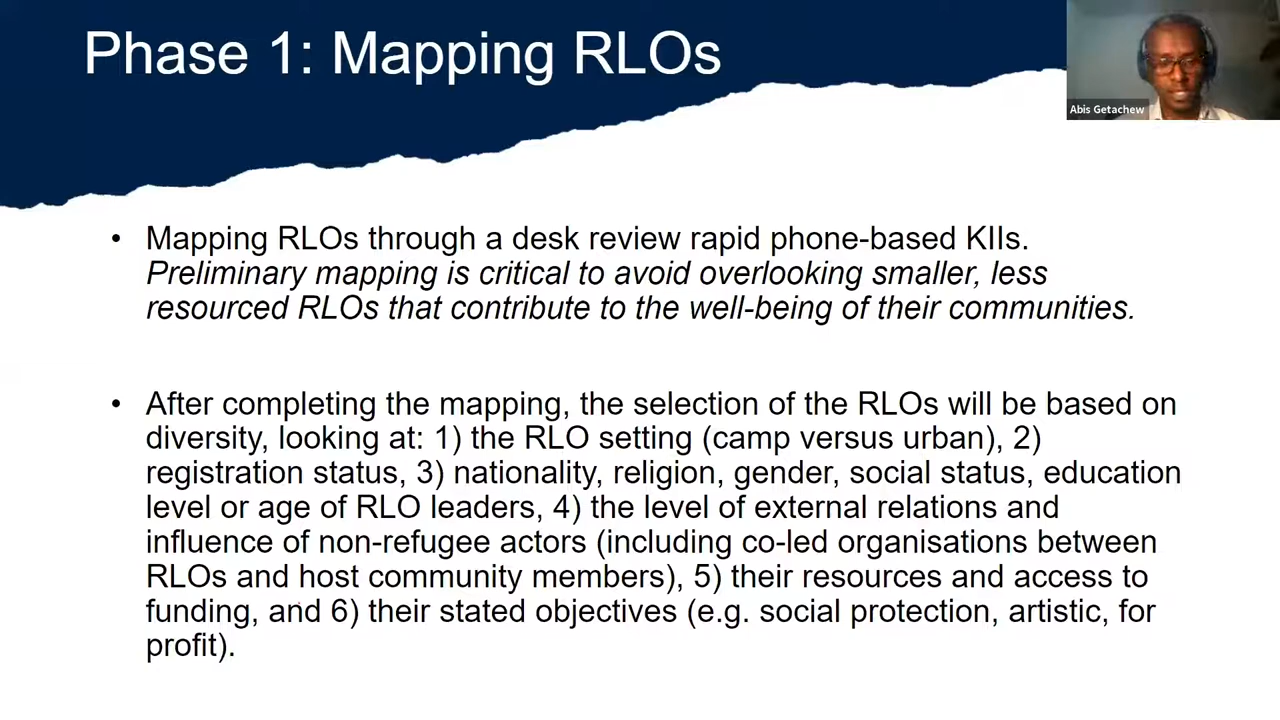 Phase 1: Mapping RLOs
Abis Getachew
• Mapping RLOs through a desk review rapid phone-based KIIs.
Preliminary mapping is critical to avoid overlooking smaller, less
resourced RLOs that contribute to the well-being of their communities.
• After completing the mapping, the selection of the RLOs will be based on
diversity, looking at: 1) the RLO setting (camp versus urban), 2)
registration status, 3) nationality, religion, gender, social status, education
level or age of RLO leaders, 4) the level of external relations and
influence of non-refugee actors (including co-led organisations between
RLOs and host community members), 5) their resources and access to
funding, and 6) their stated objectives (e.g. social protection, artistic, for
profit).